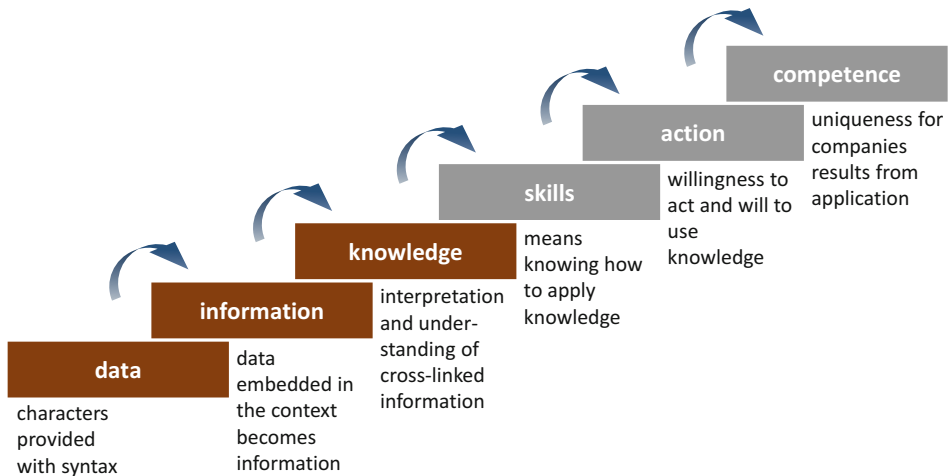 data
characters
provided
with syntax
information
data
embedded in
the context
becomes
information
knowledge
interpretation
and under-
standing of
cross-linked
information
skills
means
knowing how
to apply
knowledge
action
willingness to
act and will to
use
knowledge
competence
uniqueness for
companies
results from
application